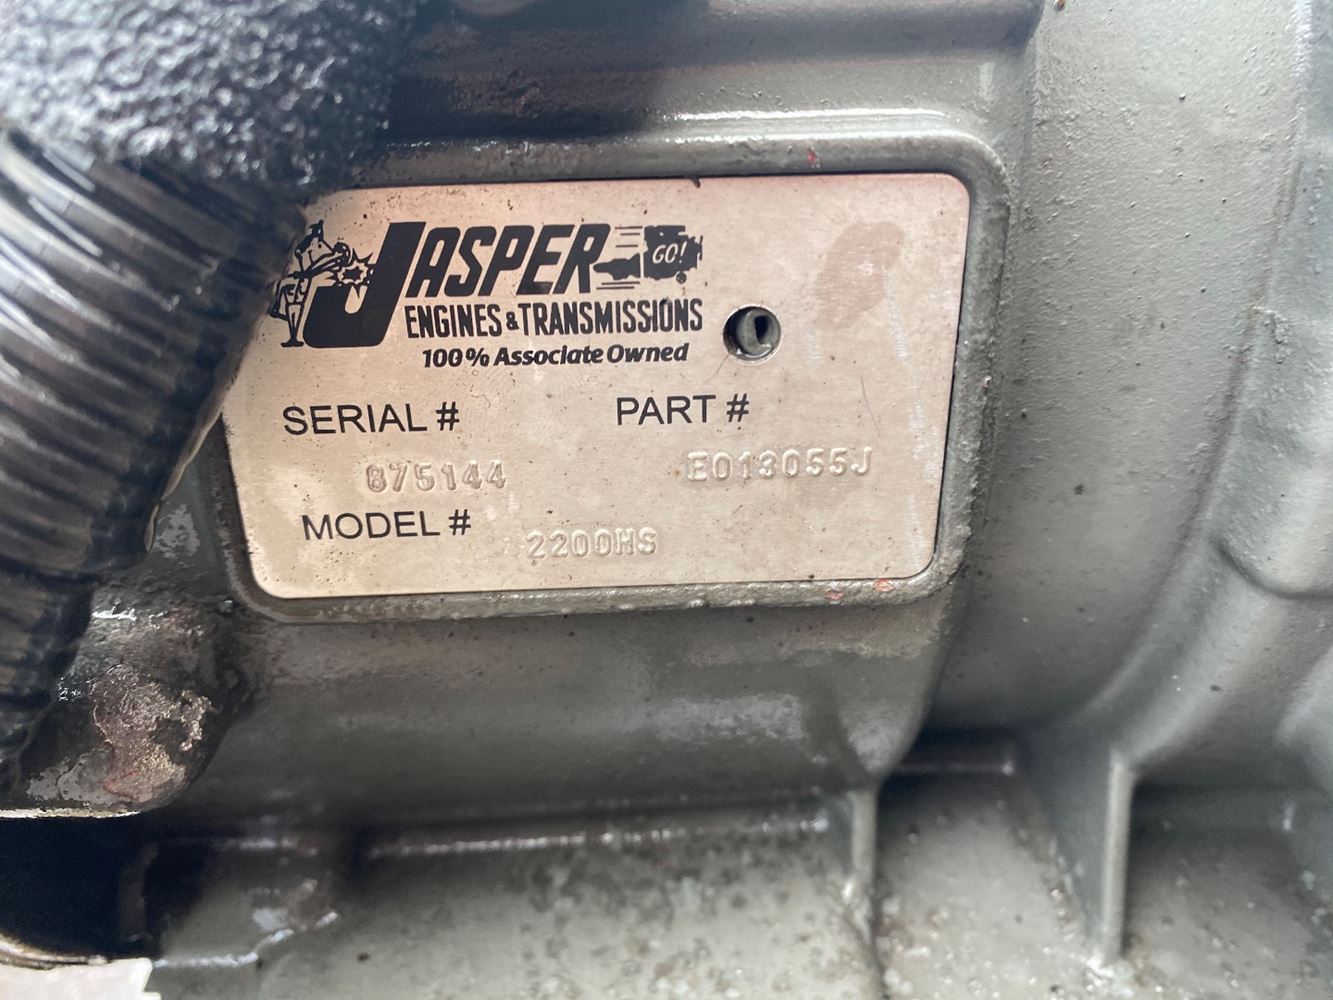 JASPER GO!
ENGINES & TRANSMISSIONS
100% Associate Owned
SERIAL # PART #
875144 E013055J
MODEL # 2200HS